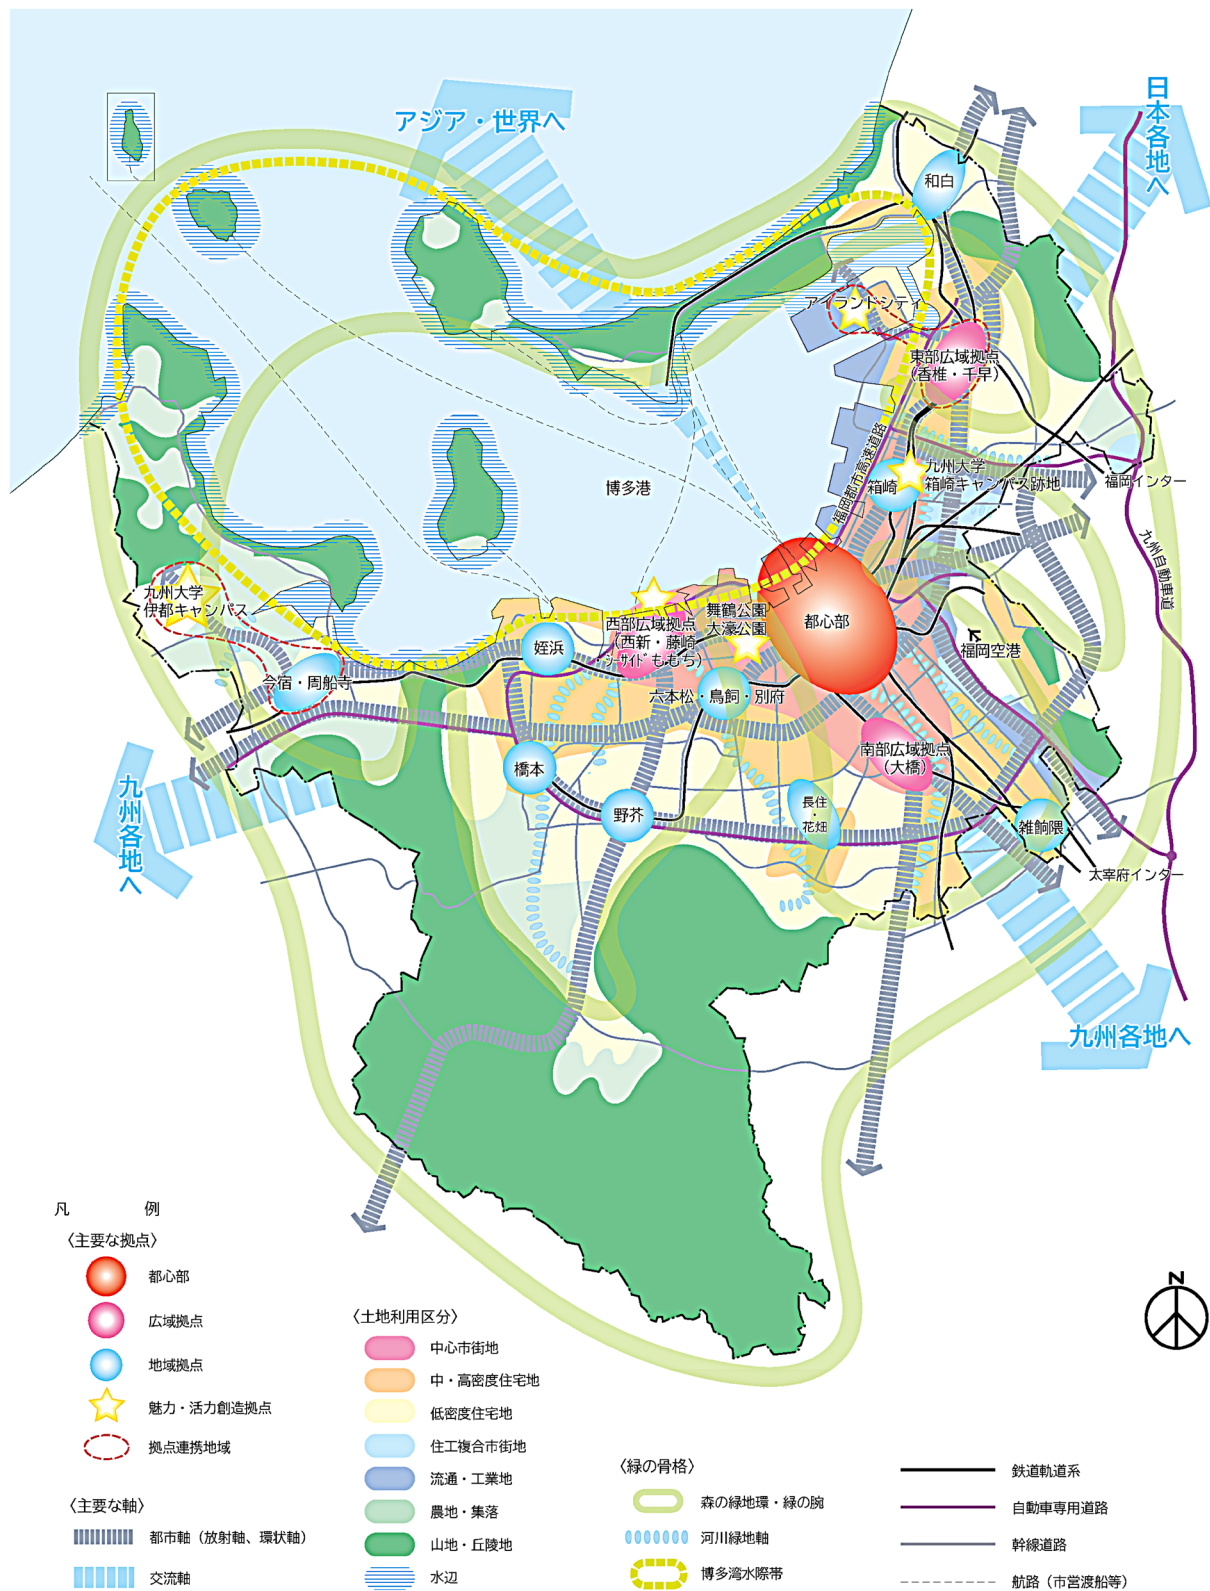 アジア・世界へ
日本各地へ
和白
アイランドシティ
東部広域拠点
（香椎・千早）
福岡都市高速道路
九州大学
箱崎キャンパス跡地
箱崎
福岡インター
博多港
九州自動車道
九州大学
伊都キャンパス
舞鶴公園
大濠公園
都心部
西部広域拠点
（西新・藤崎
・シーサイドももち）
姪浜
福岡空港
今宿・周船寺
六本松・鳥飼・別府
南部広域拠点
（大橋）
橋本
九州各地へ
長住
・
花畑
野芥
雑餉隈
太宰府インター
九州各地へ
凡例
〈主要な拠点〉
都心部
広域拠点
地域拠点
魅力・活力創造拠点
拠点連携地域
〈主要な軸〉
都市軸（放射軸、環状軸）
交流軸
〈土地利用区分〉
中心市街地
中・高密度住宅地
低密度住宅地
住工複合市街地
流通・工業地
農地・集落
山地・丘陵地
水辺
〈緑の骨格〉
森の緑地環・緑の腕
河川緑地軸
博多湾水際帯
鉄道軌道系
自動車専用道路
幹線道路
航路（市営渡船等）
N